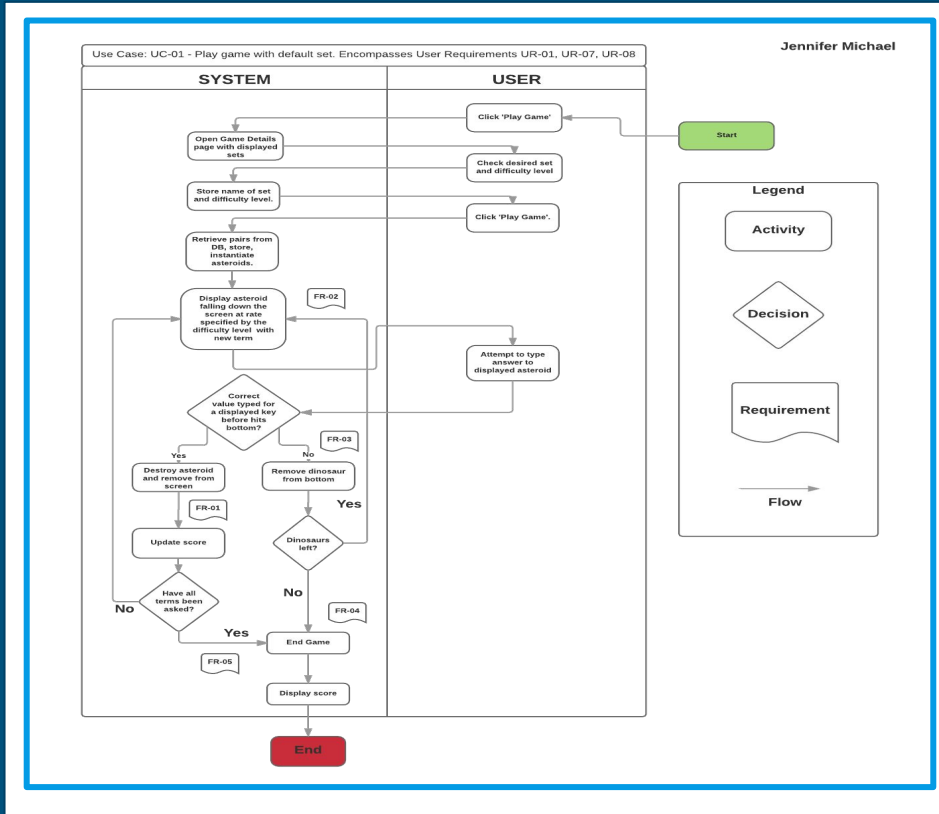 Jennifer Michael
Use Case: UC-01 - Play game with default set. Encompasses User Requirements UR-01, UR-07, UR-08
SYSTEM
USER
Click 'Play Game'
Start
Open Game Details
page with displayed
sets
Check desired set
and difficulty level
Store name of set
and difficulty level.
Click 'Play Game'.
Retrieve pairs from
DB, store,
instantiate
asteroids.
Display asteroid
falling down the
screen at rate
specified by the
difficulty level with
new term
FR-02
Attempt to type
answer to
displayed asteroid
Correct
value typed for
a displayed key
before hits
bottom?
FR-03
Yes
No
Destroy asteroid
and remove from
screen
Remove dinosaur
from bottom
FR-01
Yes
Update score
Dinosaurs
left?
Have all
terms been
asked?
No
No
FR-04
Yes
End Game
FR-05
Display score
End
Legend
Activity
Decision
Requirement
Flow